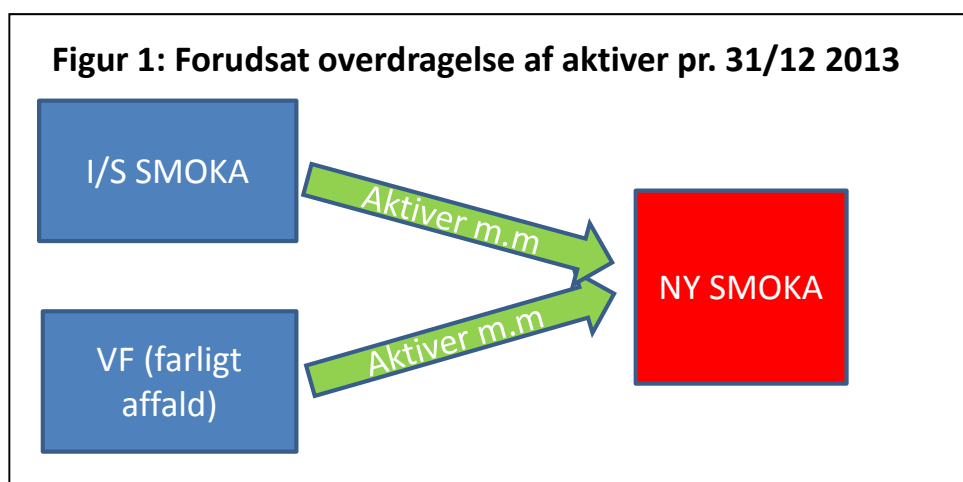 Figur 1: Forudsat overdragelse af aktiver pr. 31/12 2013
I/S SMOKA
Aktiver m.m
NY SMOKA
VF (farligt
affald)
Aktiver m.m